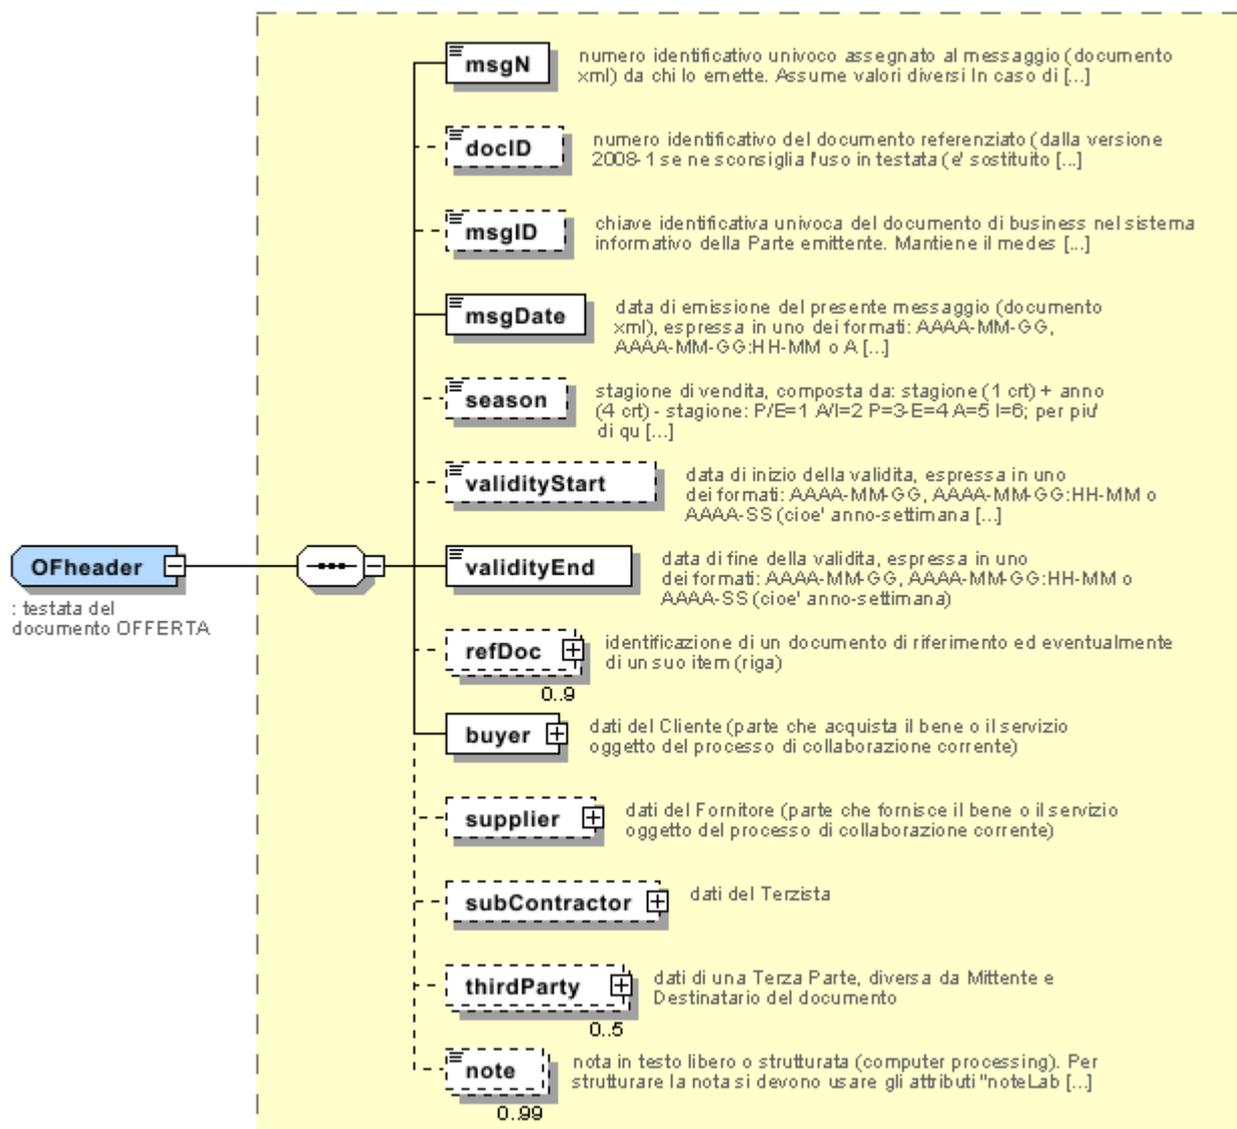 msgN
numero identificativo univoco assegnato al messaggio (documento
xml) da chi lo emette. Assume valori diversi In caso di [...]
docID
numero identificativo del documento referenziato (dalla versione
2008-1 se ne sconsiglia l'uso in testata (e' sostituito [...]
msgID
chiave identificativa univoca del documento di business nel sistema
informativo della Parte emittente. Mantiene il medes [...]
msgDate
data di emissione del presente messaggio (documento
xml), espressa in uno dei formati: AAAA-MM-GG,
AAAA-MM-GG:HH-MM o A [...]
season
stagione di vendita, composta da: stagione (1 crt) + anno
(4 crt) - stagione: P/E=1 A/I=2 P=3-E=4 A=5 I=6; per piu'
di qu [...]
validityStart
data di inizio della validita, espressa in uno
dei formati: AAAA-MM-GG, AAAA-MM-GG:HH-MM o
AAAA-SS (cioe' anno-settimana [...]
OFheader
: testata del
documento OFFERTA
validityEnd
data di fine della validita, espressa in uno
dei formati: AAAA-MM-GG, AAAA-MM-GG:HH-MM o
AAAA-SS (cioe' anno-settimana)
refDoc
0..9
identificazione di un documento di riferimento ed eventualmente
di un suo item (riga)
buyer
dati del Cliente (parte che acquista il bene o il servizio
oggetto del processo di collaborazione corrente)
supplier
dati del Fornitore (parte che fornisce il bene o il servizio
oggetto del processo di collaborazione corrente)
subContractor
dati del Terzista
thirdParty
0..5
dati di una Terza Parte, diversa da Mittente e
Destinatario del documento
note
0..99
nota in testo libero o strutturata (computer processing). Per
strutturare la nota si devono usare gli attributi "noteLab [...]